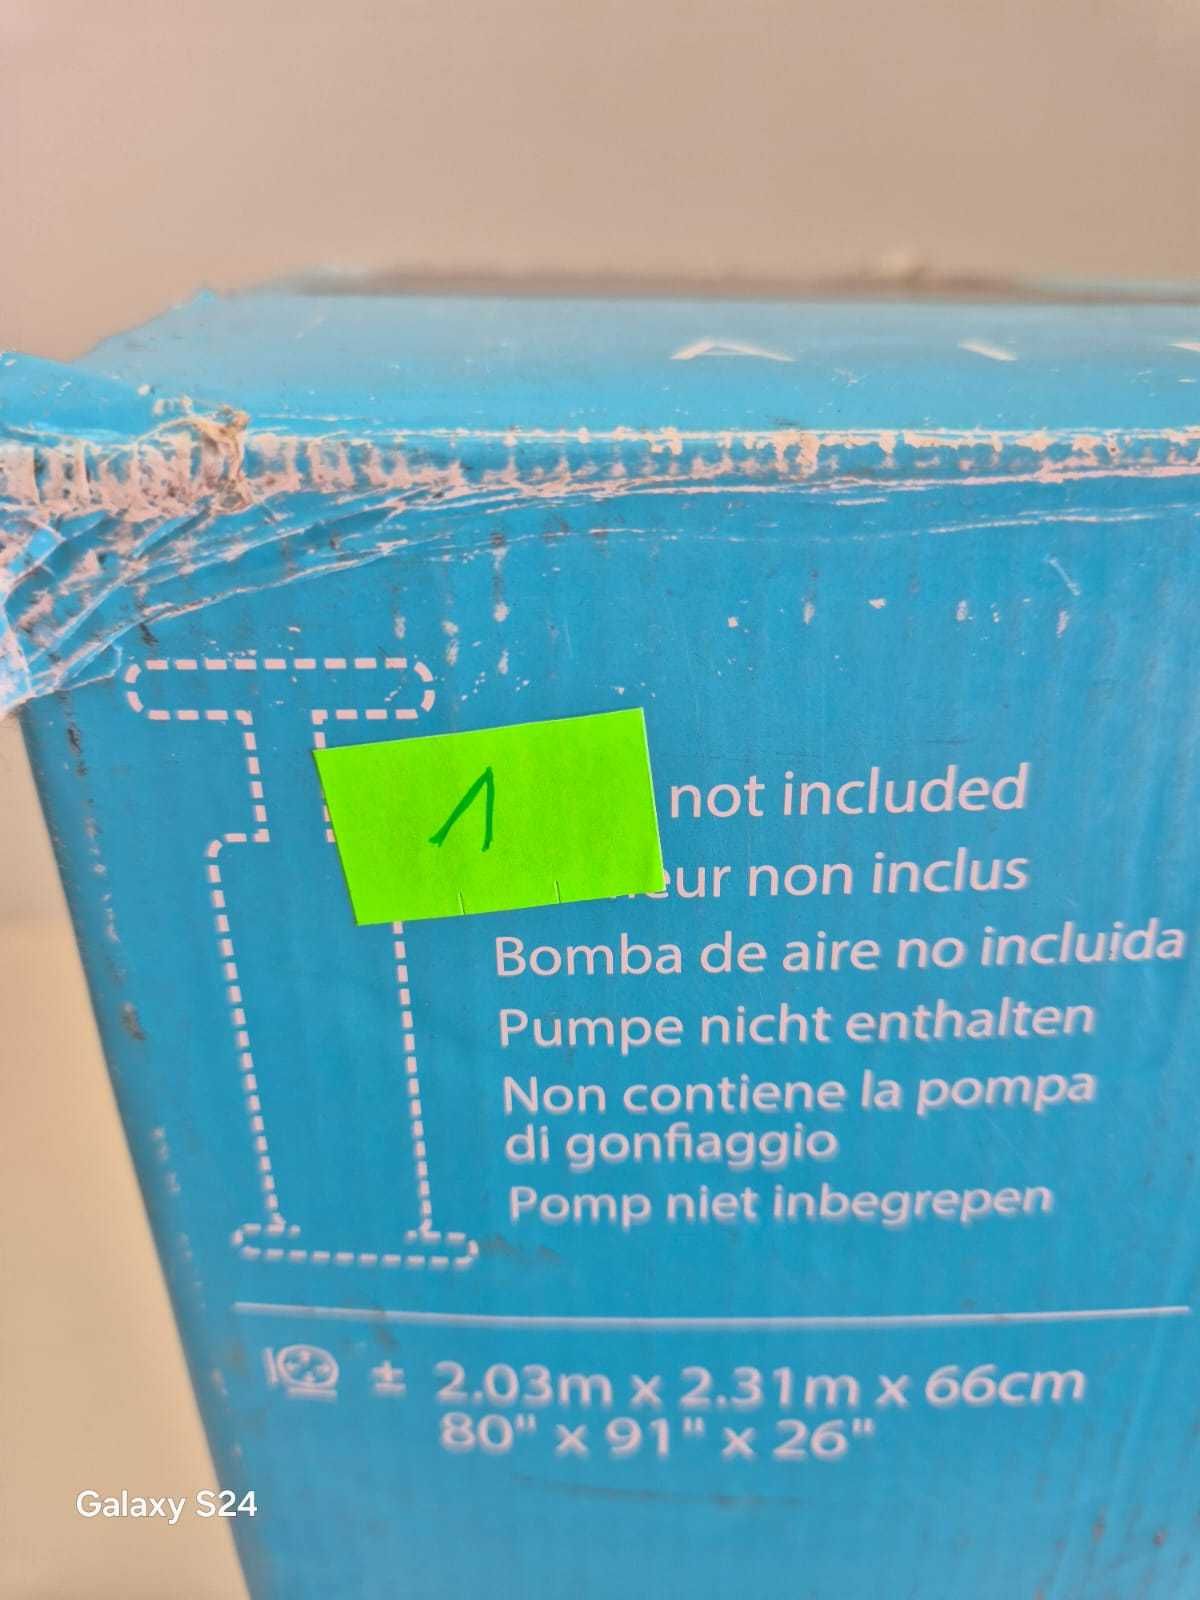 1
not included
non inclus
Bomba de aire no incluida
Pumpe nicht enthalten
Non contiene la pompa
di gonfiaggio
Pomp niet inbegrepen
± 2.03m x 2.31m x 66cm
80" x 91" x 26"
Galaxy S24